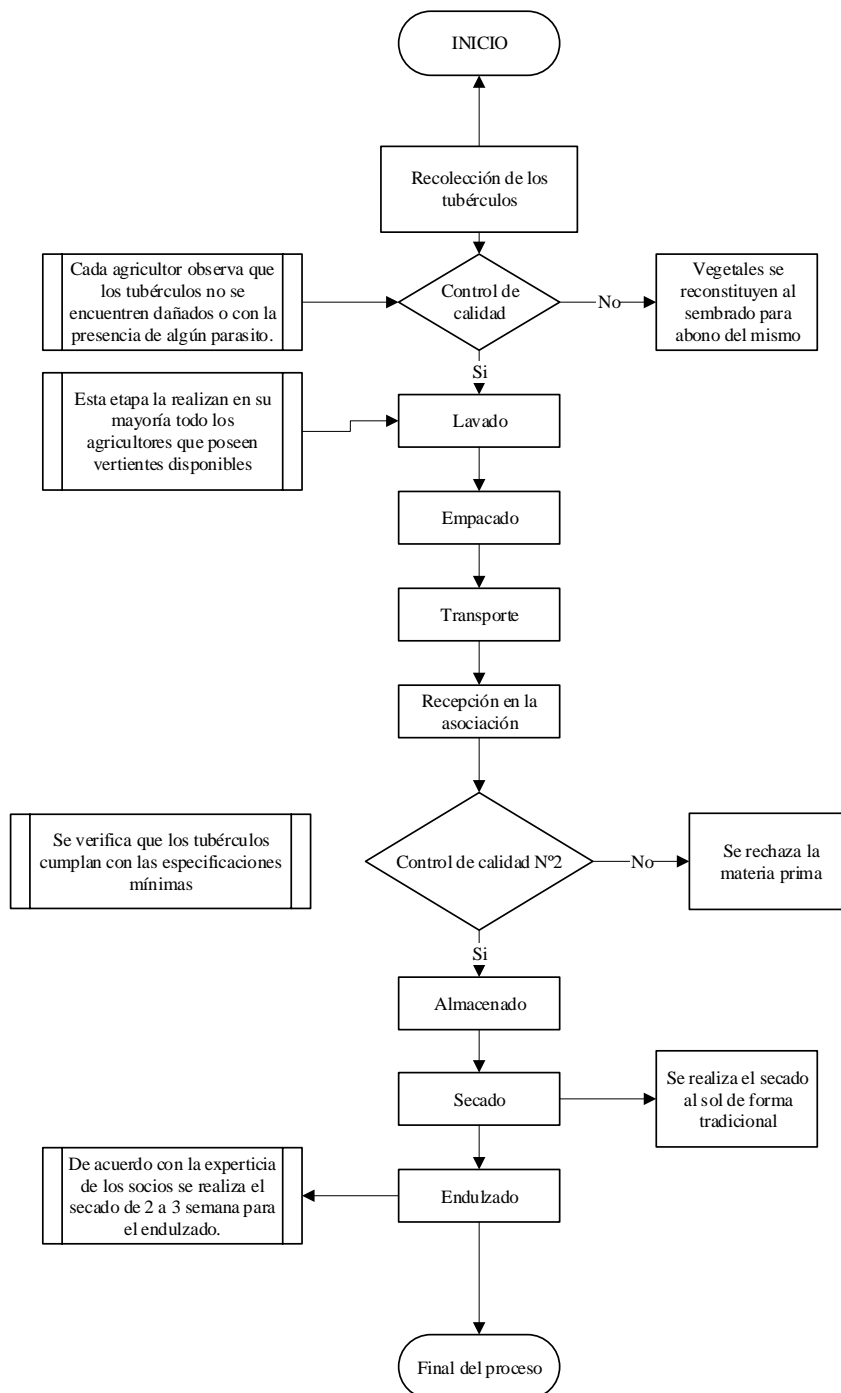 INICIO
Recolección de los
tubérculos
Cada agricultor observa que
los tubérculos no se
encuentren dañados o con la
presencia de algún parasito.
Control de
calidad
No
Vegetales se
reconstituyen al
sembrado para
abono del mismo
Si
Esta etapa la realizan en su
mayoría todo los
agricultores que poseen
vertientes disponibles
Lavado
Empacado
Transporte
Recepción en la
asociación
Se verifica que los tubérculos
cumplan con las especificaciones
mínimas
Control de calidad Nº2
No
Se rechaza la
materia prima
Si
Almacenado
Secado
Se realiza el secado
al sol de forma
tradicional
De acuerdo con la experticia
de los socios se realiza el
secado de 2 a 3 semana para
el endulzado.
Endulzado
Final del proceso